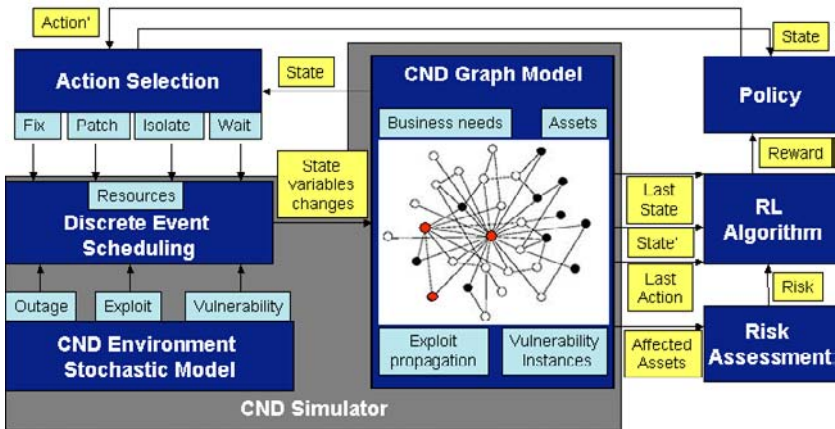 Action'
State
Action Selection
State
CND Graph Model
Policy
Fix
Patch
Isolate
Wait
Business needs
Assets
Reward
State
variables
changes
Resources
Discrete Event
Scheduling
Last
State
State'
Last
Action
RL
Algorithm
Outage
Exploit
Vulnerability
Risk
CND Environment
Stochastic Model
Exploit
propagation
Vulnerability
Instances
Affected
Assets
Risk
Assessment
CND Simulator